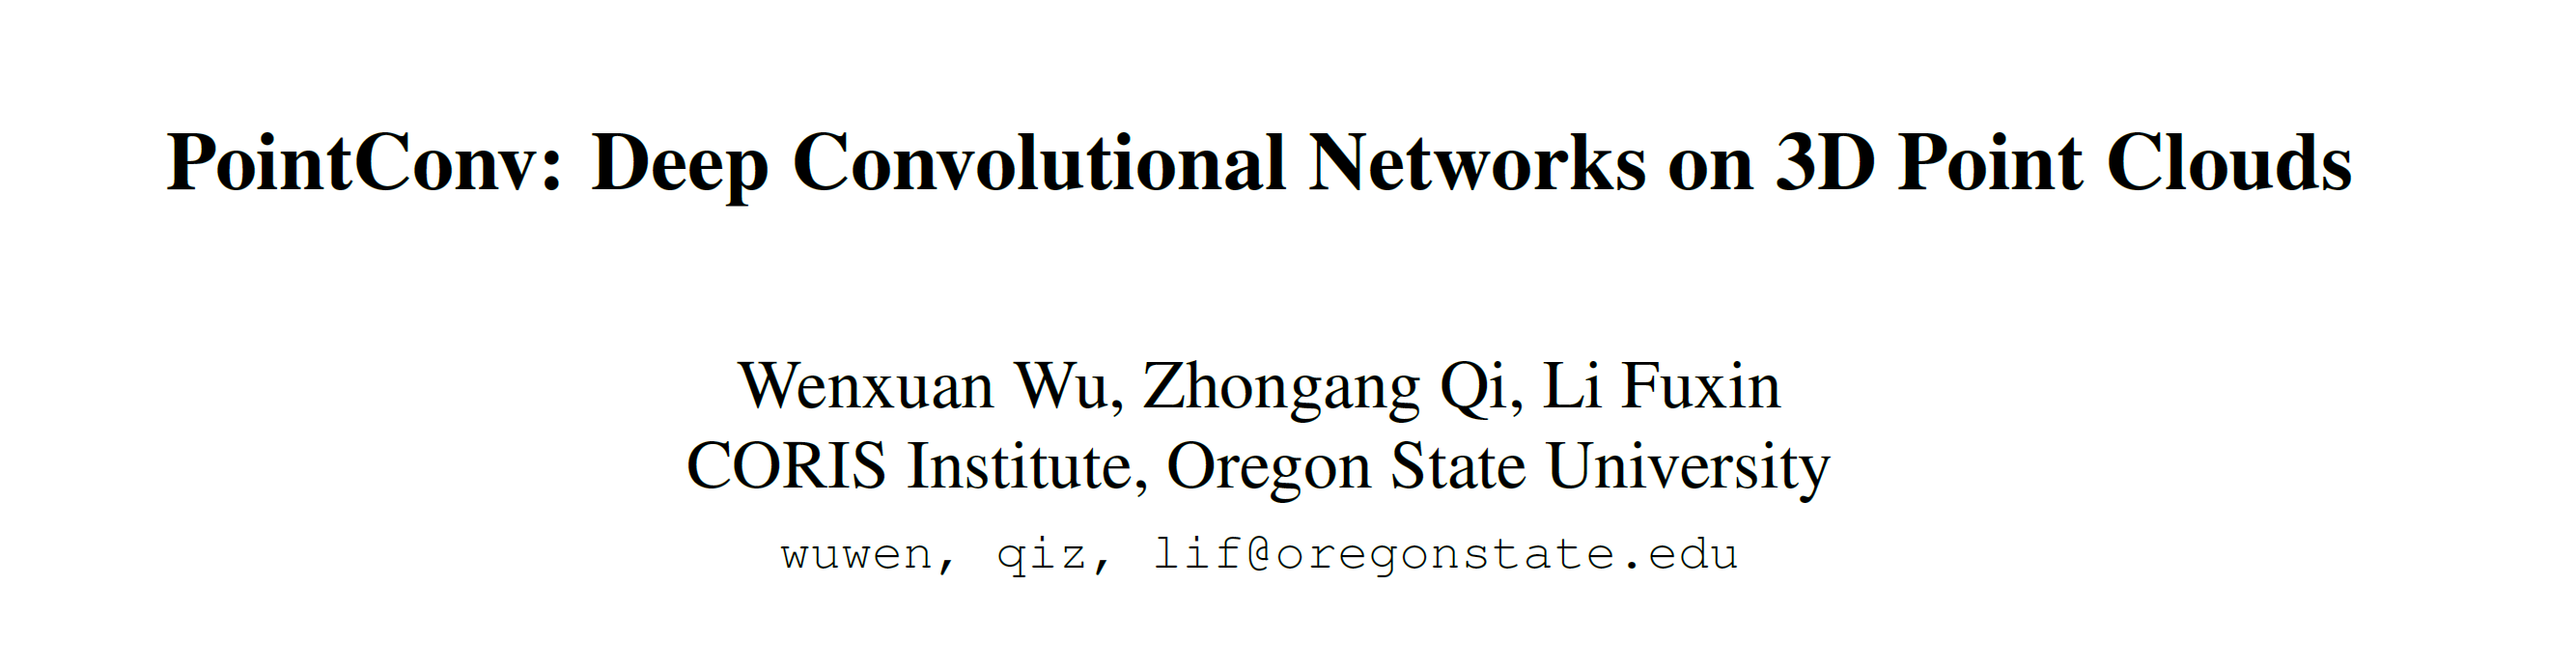 PointConv: Deep Convolutional Networks on 3D Point Clouds
Wenxuan Wu, Zhongang Qi, Li Fuxin
CORIS Institute, Oregon State University
wuwen, qiz, lif@oregonstate.edu